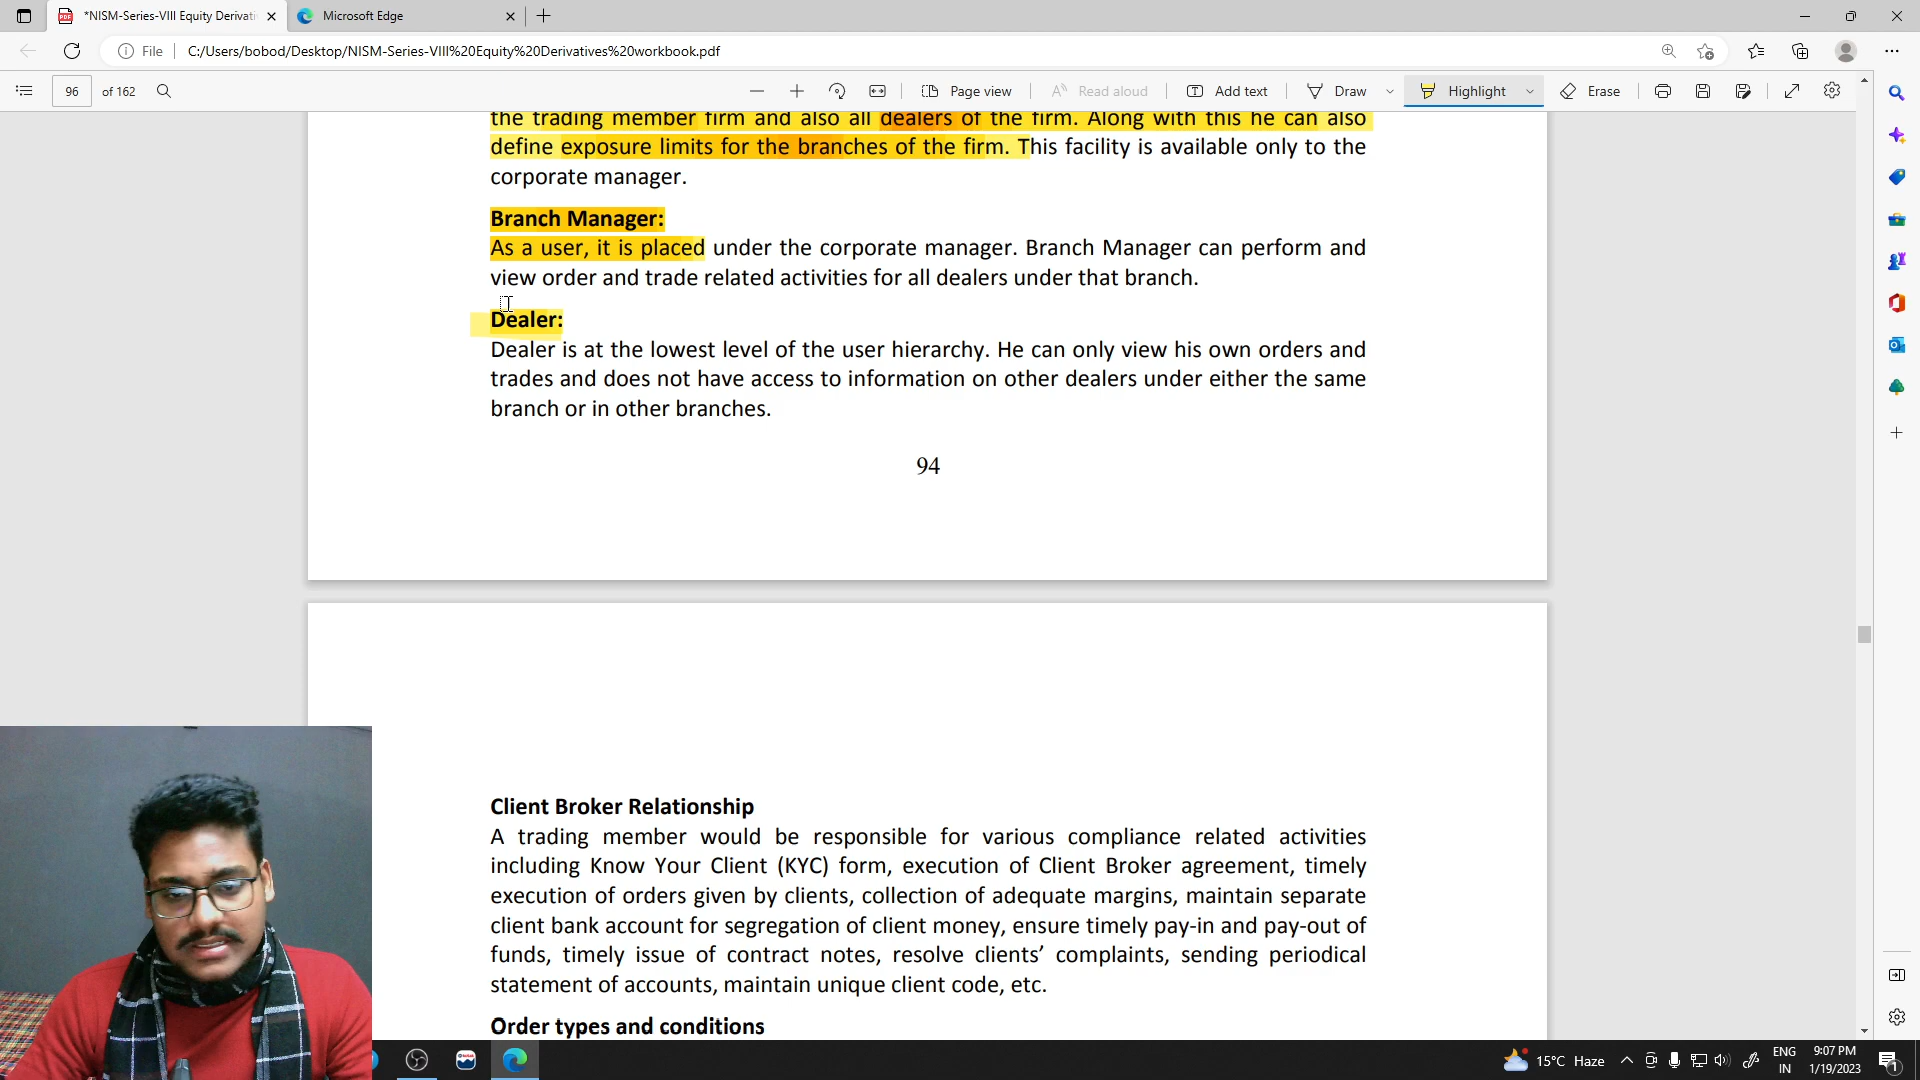 *NISM-Series-VIII Equity Derivati
Microsoft Edge
File
C:/Users/bobod/Desktop/NISM-Series-VIII%20Equity%20Derivatives%20workbook.pdf
96 of 162
Page view
Read aloud
Add text
Draw
Highlight
Erase
the trading member firm and also all dealers of the firm. Along with this he can also
define exposure limits for the branches of the firm. This facility is available only to the
corporate manager.
Branch Manager:
As a user, it is placed under the corporate manager. Branch Manager can perform and
view order and trade related activities for all dealers under that branch.
Dealer:
Dealer is at the lowest level of the user hierarchy. He can only view his own orders and
trades and does not have access to information on other dealers under either the same
branch or in other branches.
94
Client Broker Relationship
A trading member would be responsible for various compliance related activities
including Know Your Client (KYC) form, execution of Client Broker agreement, timely
execution of orders given by clients, collection of adequate margins, maintain separate
client bank account for segregation of client money, ensure timely pay-in and pay-out of
funds, timely issue of contract notes, resolve clients’ complaints, sending periodical
statement of accounts, maintain unique client code, etc.
Order types and conditions
15°C Haze
ENG
IN
9:07 PM
1/19/2023
1